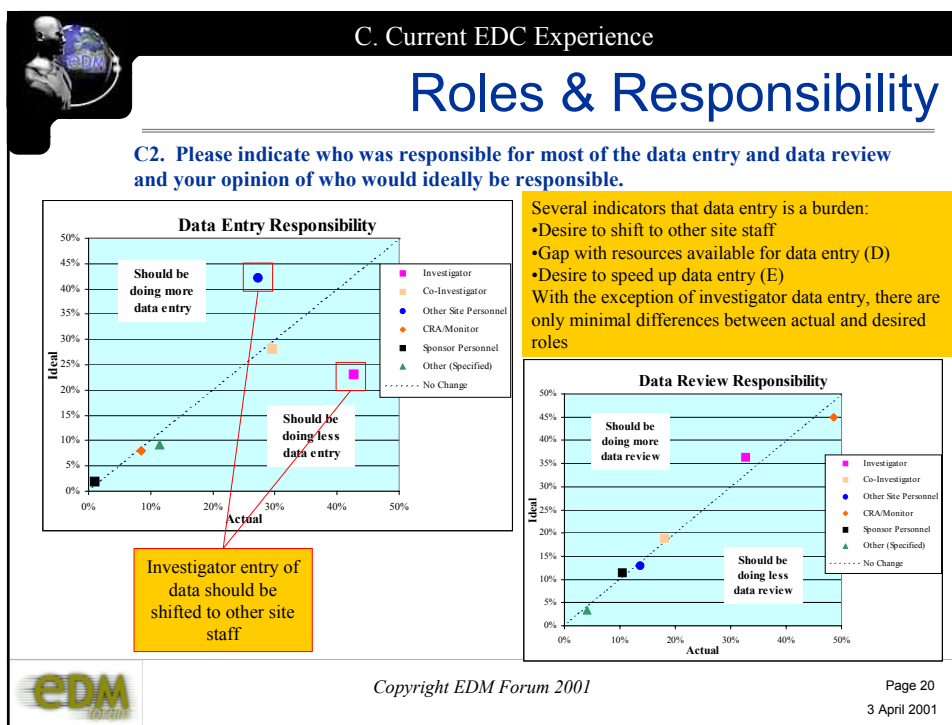 C. Current EDC Experience
eDM
Roles & Responsibility
C2. Please indicate who was responsible for most of the data entry and data review
and your opinion of who would ideally be responsible.
Data Entry Responsibility
50%
45%
40%
35%
30%
25%
20%
15%
10%
5%
0%
Ideal
Should be
doing more
data entry
Should be
doing less
data entry
0%
10%
20%
30%
40%
50%
Actual
Investigator
Co-Investigator
Other Site Personnel
CRA/Monitor
Sponsor Personnel
Other (Specified)
No Change
Investigator entry of
data should be
shifted to other site
staff
Several indicators that data entry is a burden:
•Desire to shift to other site staff
•Gap with resources available for data entry (D)
•Desire to speed up data entry (E)
With the exception of investigator data entry, there are
only minimal differences between actual and desired
roles
Data Review Responsibility
50%
45%
40%
35%
30%
25%
20%
15%
10%
5%
0%
Ideal
Should be
doing more
data review
Should be
doing less
data review
0%
10%
20%
30%
40%
50%
Actual
Investigator
Co-Investigator
Other Site Personnel
CRA/Monitor
Sponsor Personnel
Other (Specified)
No Change
eDM
forum
Copyright EDM Forum 2001
Page 20
3 April 2001